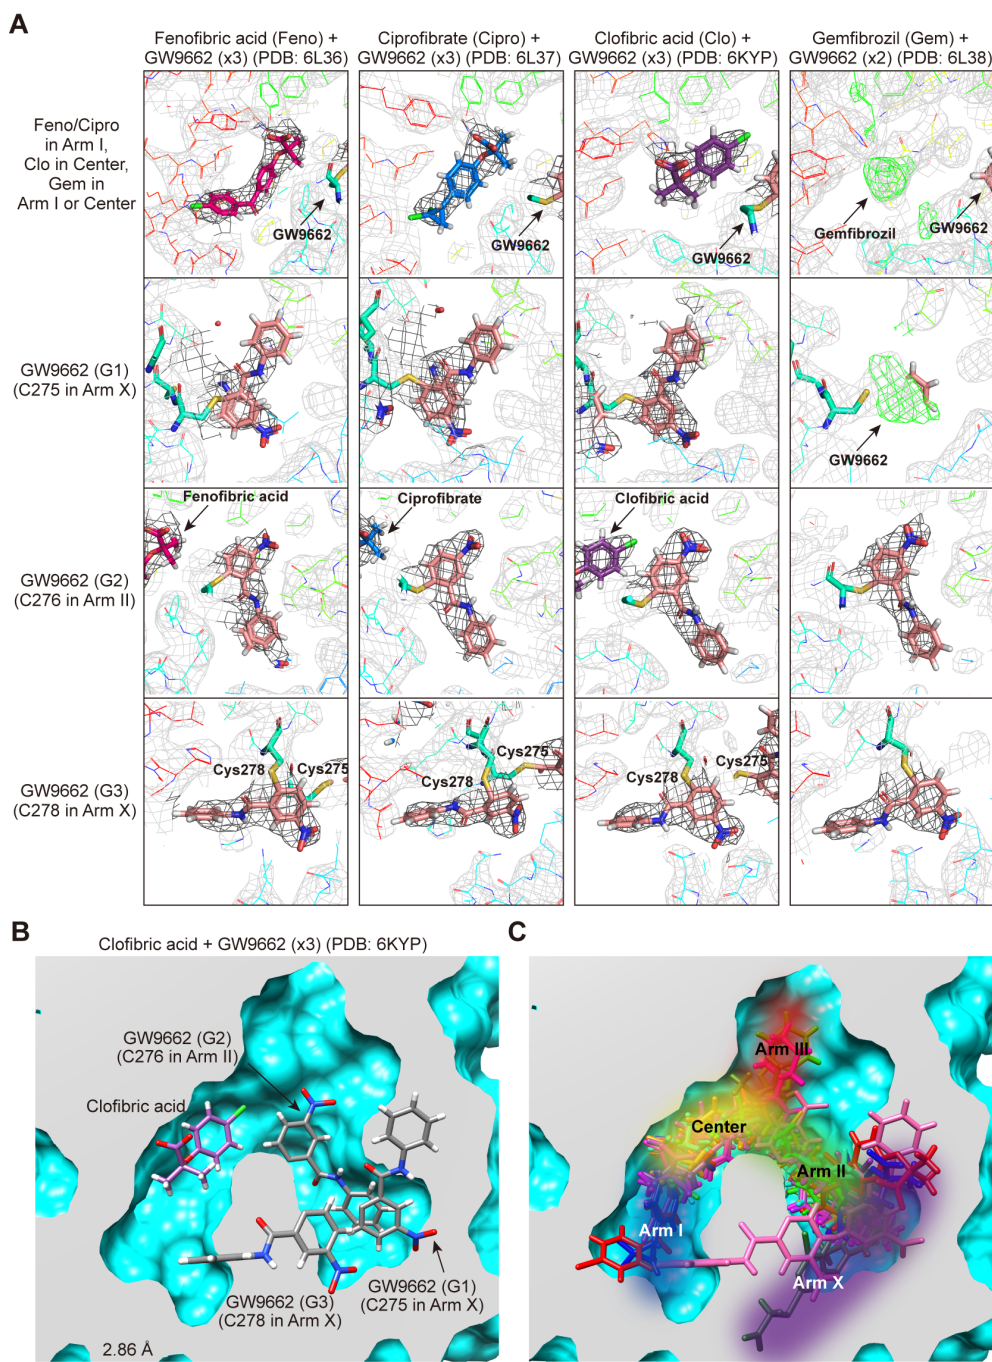 A
Fenofibric acid (Feno) +
GW9662 (x3) (PDB: 6L36)
Ciprofibrate (Cipro) +
GW9662 (x3) (PDB: 6L37)
Clofibric acid (Clo) +
GW9662 (x3) (PDB: 6KYP)
Gemfibrozil (Gem) +
GW9662 (x2) (PDB: 6L38)
Feno/Cipro
in Arm I,
Clo in Center,
Gem in
Arm I or Center
GW9662
GW9662
GW9662
Gemfibrozil
GW9662
GW9662 (G1)
(C275 in Arm X)
GW9662
GW9662 (G2)
(C276 in Arm II)
Fenofibric acid
Ciprofibrate
Clofibric acid
GW9662 (G3)
(C278 in Arm X)
Cys278
Cys275
Cys278
Cys275
Cys278
Cys275
B
Clofibric acid + GW9662 (x3) (PDB: 6KYP)
GW9662 (G2)
(C276 in Arm II)
Clofibric acid
GW9662 (G3)
(C278 in Arm X)
GW9662 (G1)
(C275 in Arm X)
2.86 Å
C
Arm III
Center
Arm II
Arm I
Arm X